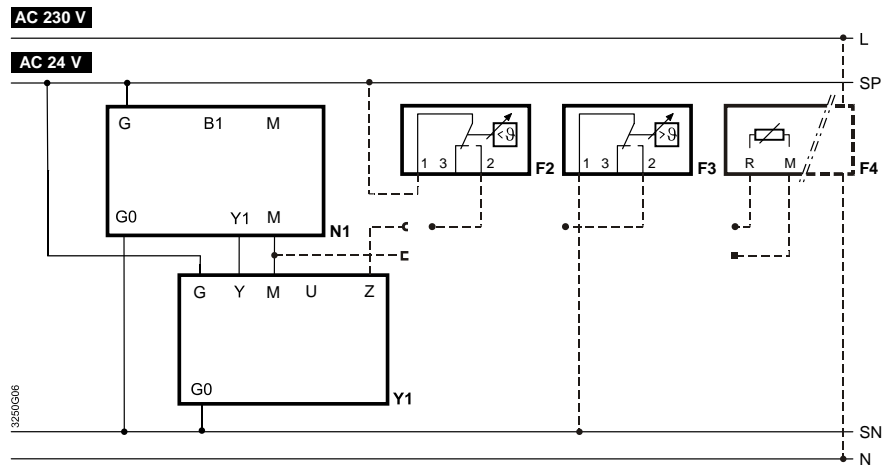 AC 230 V
L
AC 24 V
SP
G B1 M
G0 Y1 M
N1
<ϑ
1 3 2
F2
>ϑ
1 3 2
F3
R M
F4
G Y M U Z
G0
Y1
3250G06
SN
N